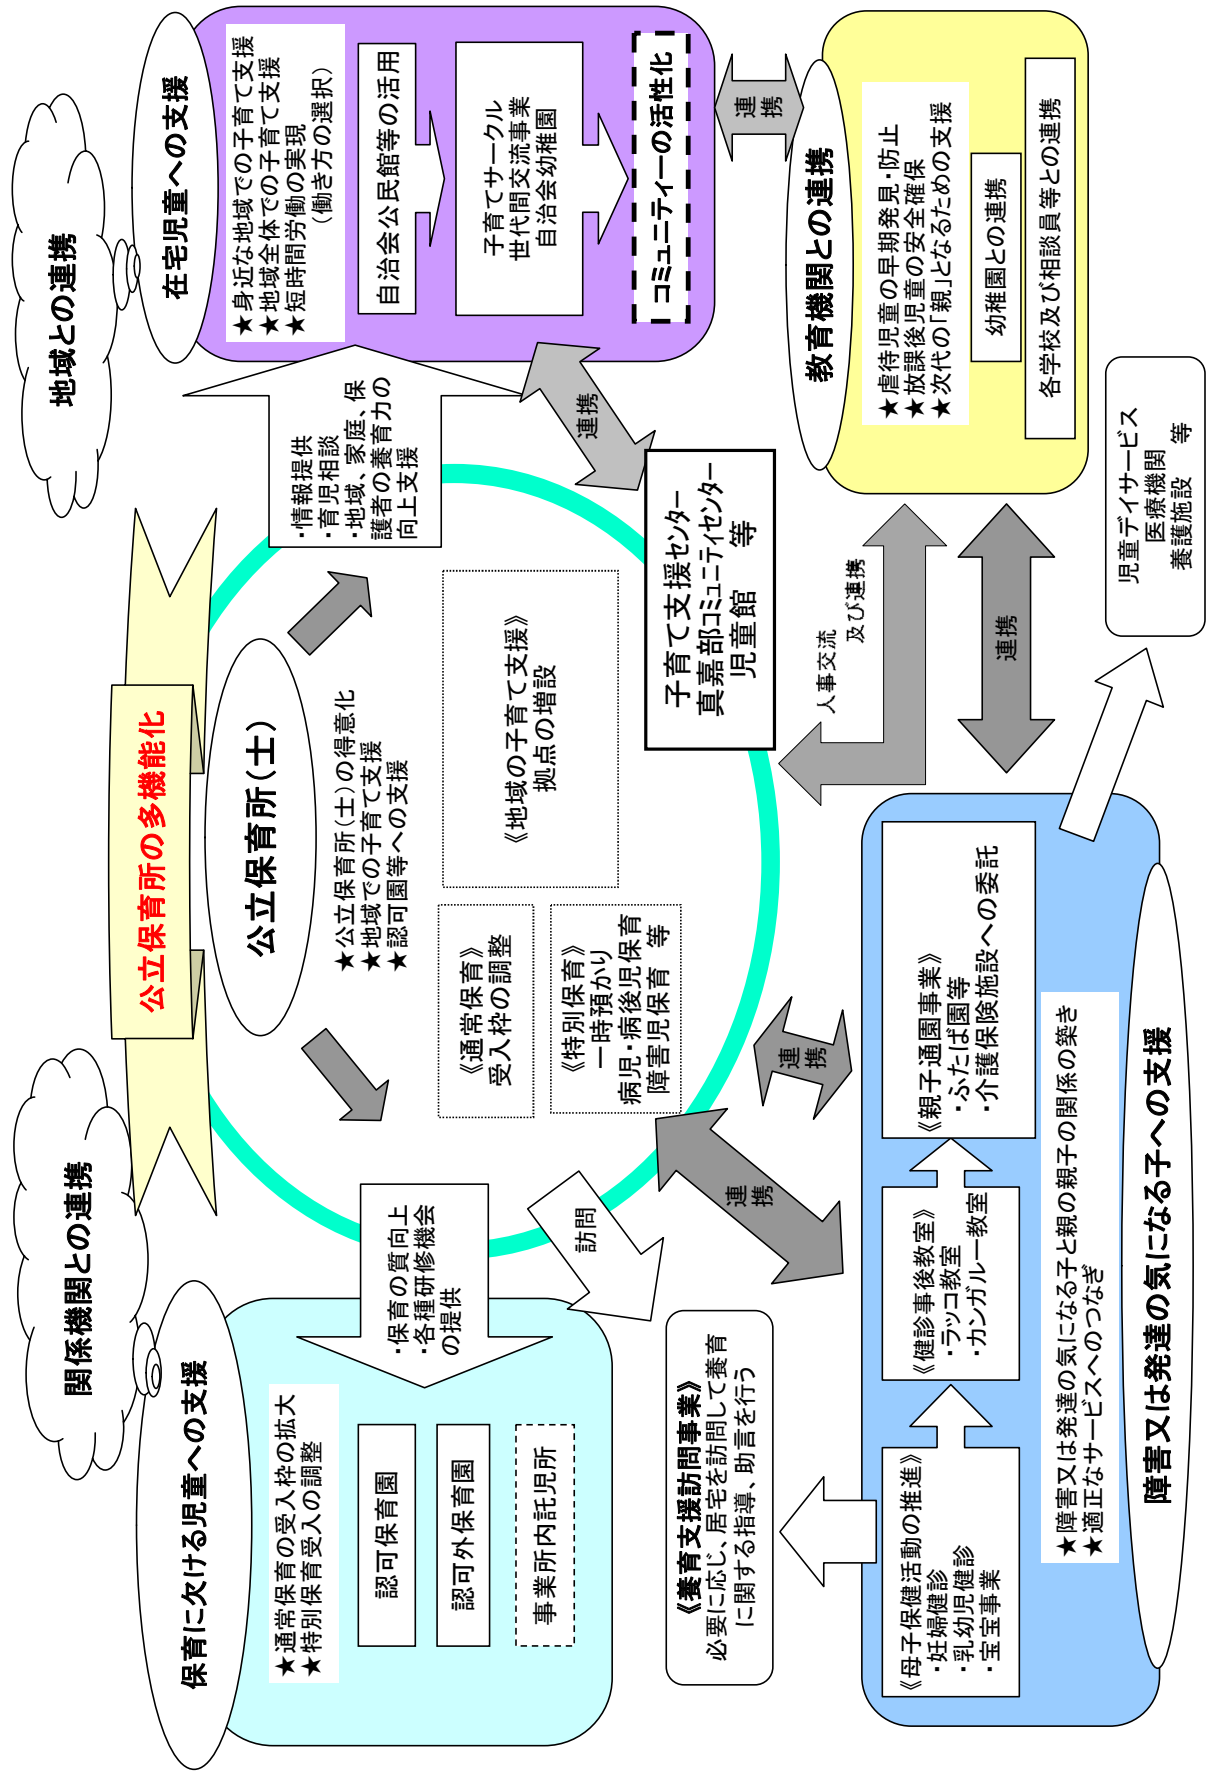 公立保育所の多機能化
関係機関との連携
地域との連携
保育に欠ける児童への支援
★通常保育の受入枠の拡大
★特別保育受入の調整
認可保育園
認可外保育園
事業所内託児所
・保育の質向上
・各種研修機会
の提供
訪問
公立保育所(士)
★公立保育所(士)の得意化
★地域での子育て支援
★認可園等への支援
《通常保育》
受入枠の調整
《特別保育》
一時預かり
病児・病後児保育
障害児保育 等
《地域の子育て支援》
拠点の増設
・情報提供
・育児相談
・地域、家庭、保
護者の養育力の
向上支援
在宅児童への支援
★身近な地域での子育て支援
★地域全体での子育て支援
★短時間労働の実現
(働き方の選択)
自治会公民館等の活用
子育てサークル
世代間交流事業
自治会幼稚園
コミュニティーの活性化
連携
子育て支援センター
真嘉部コミュニティセンター
児童館 等
連携
教育機関との連携
★虐待児童の早期発見・防止
★放課後児童の安全確保
★次代の「親」となるための支援
幼稚園との連携
各学校及び相談員等との連携
人事交流
及び連携
連携
児童デイサービス
医療機関
養護施設 等
《養育支援訪問事業》
必要に応じ、居宅を訪問して養育
に関する指導、助言を行う
連携
連携
《母子保健活動の推進》
・妊婦健診
・乳幼児健診
・宝宝事業
《健診事後教室》
・ラッコ教室
・カンガルー教室
《親子通園事業》
・ふたば園等
・介護保険施設への委託
★障害又は発達の気になる子と親の親子の関係の築き
★適正なサービスへのつなぎ
障害又は発達の気になる子への支援